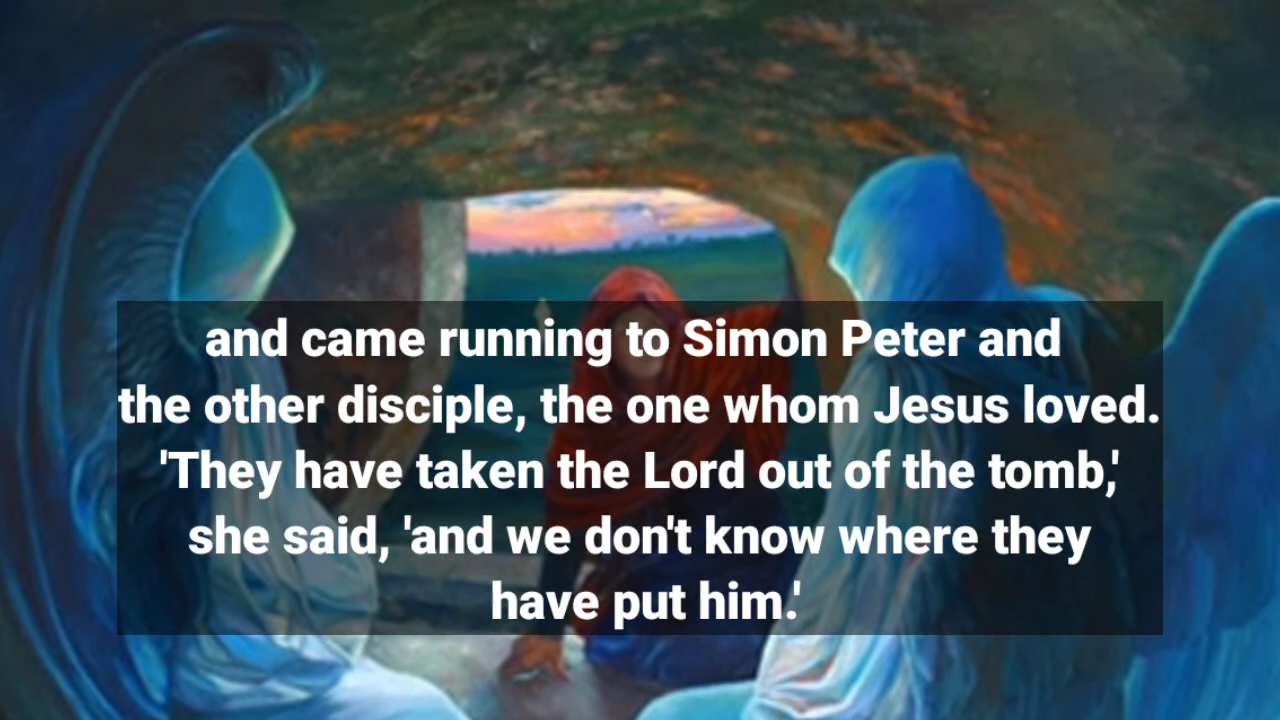 and came running to Simon Peter and
the other disciple, the one whom Jesus loved.
'They have taken the Lord out of the tomb,'
she said, 'and we don't know where they
have put him.'